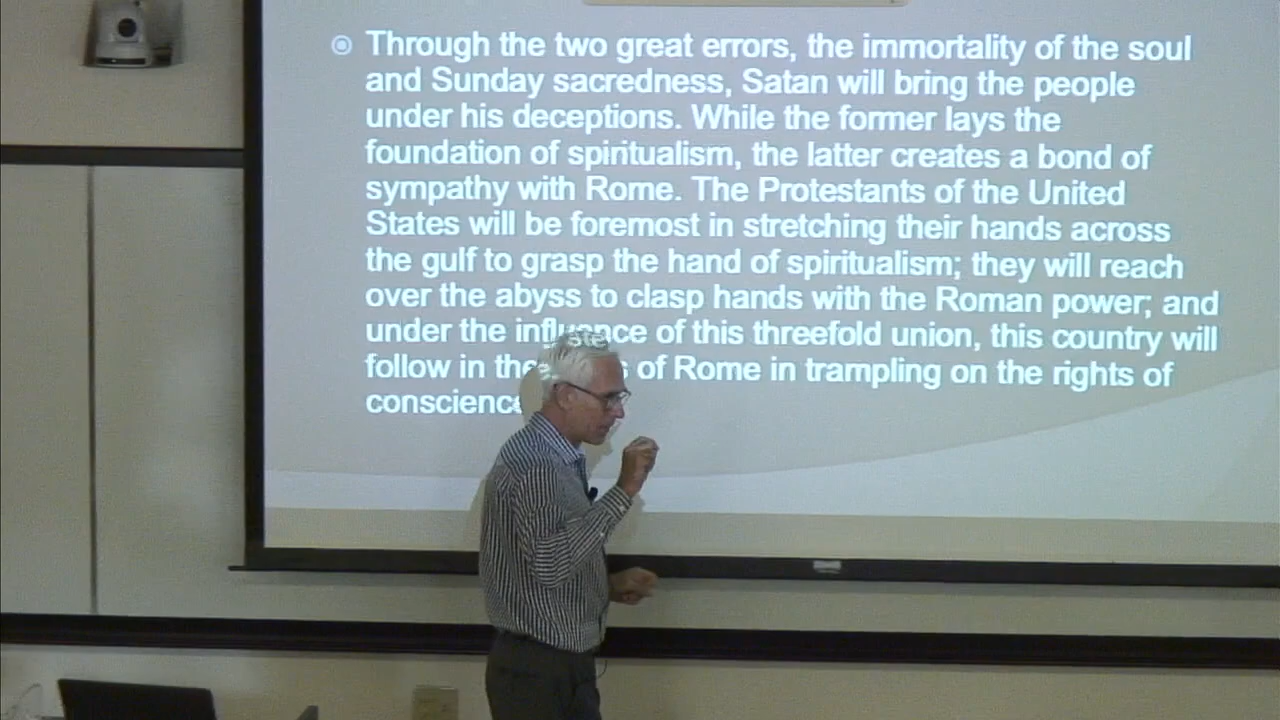 Through the two great errors, the immortality of the soul
and Sunday sacredness, Satan will bring the people
under his deceptions. While the former lays the
foundation of spiritualism, the latter creates a bond of
sympathy with Rome. The Protestants of the United
States will be foremost in stretching their hands across
the gulf to grasp the hand of spiritualism; they will reach
over the abyss to clasp hands with the Roman power; and
under the influence of this threefold union, this country will
follow in the of Rome in trampling on the rights of
conscience